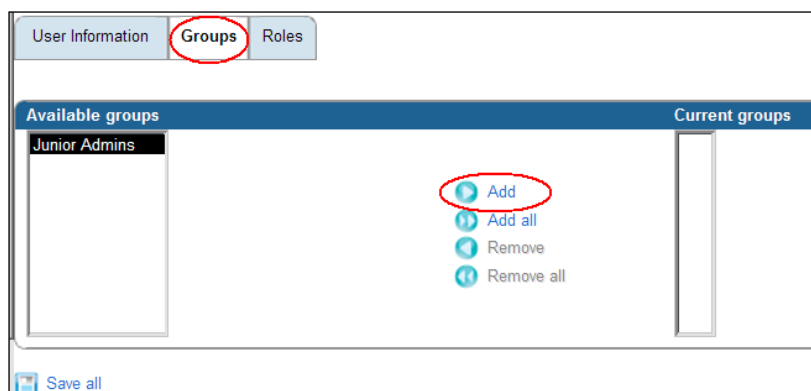 User Information Groups Roles
Available groups Current groups
Junior Admins
Add
Add all
Remove
Remove all
Save all